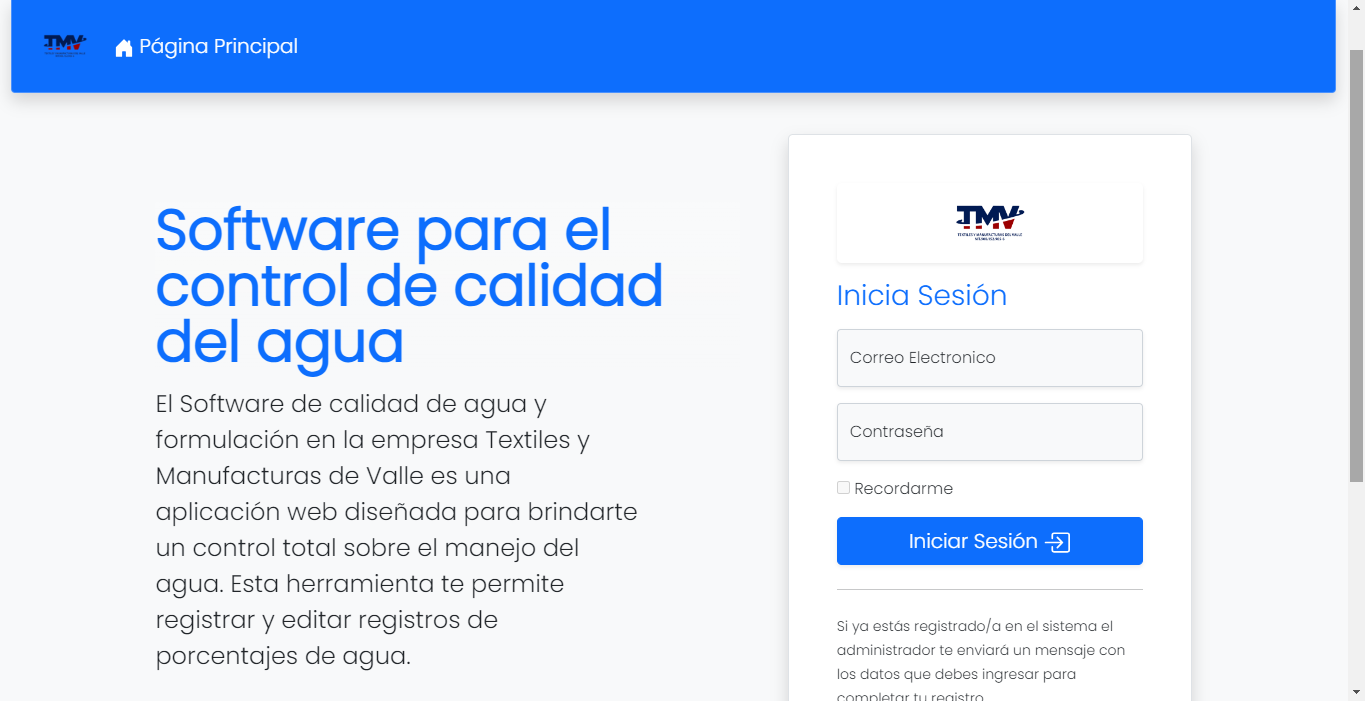 TMV
Página Principal
Software para el
control de calidad
del agua
El Software de calidad de agua y
formulación en la empresa Textiles y
Manufacturas de Valle es una
aplicación web diseñada para brindarte
un control total sobre el manejo del
agua. Esta herramienta te permite
registrar y editar registros de
porcentajes de agua.
TMV
TEXTILES Y MANUFACTURAS DEL VALLE
Inicia Sesión
Correo Electronico
Contraseña
Recordarme
Iniciar Sesión
Si ya estás registrado/a en el sistema el
administrador te enviará un mensaje con
los datos que debes ingresar para
completar tu registro